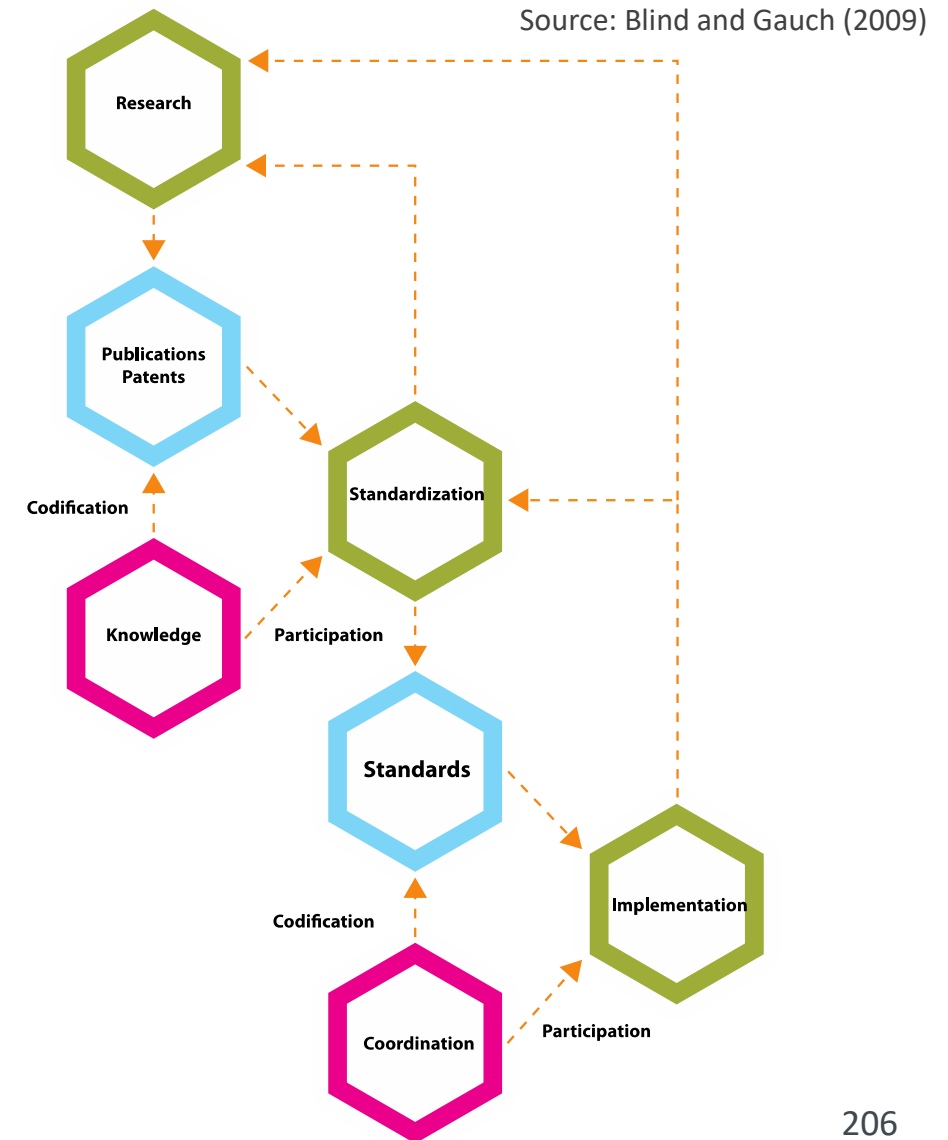 Source: Blind and Gauch (2009)
Research
Publications
Patents
Codification
Standardization
Knowledge
Participation
Standards
Implementation
Codification
Coordination
Participation
206